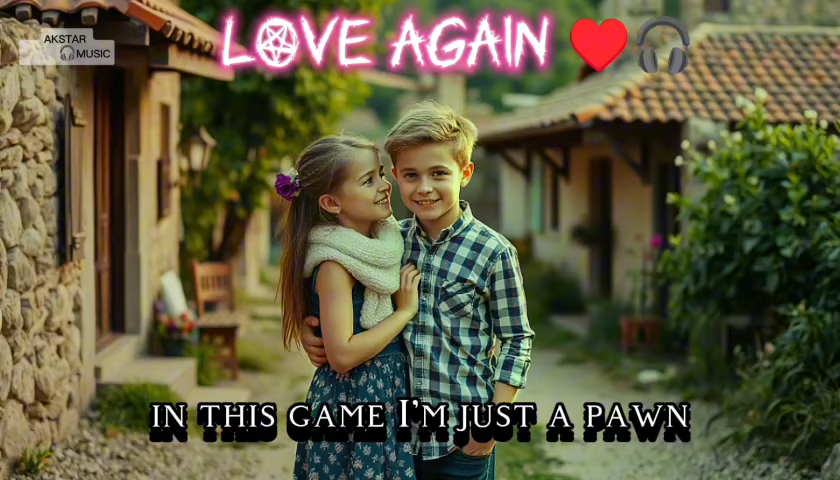 AKSTAR
MUSIC
LOVE AGAIN ♥️🎧
IN THIS GAME I'M JUST A PAWN